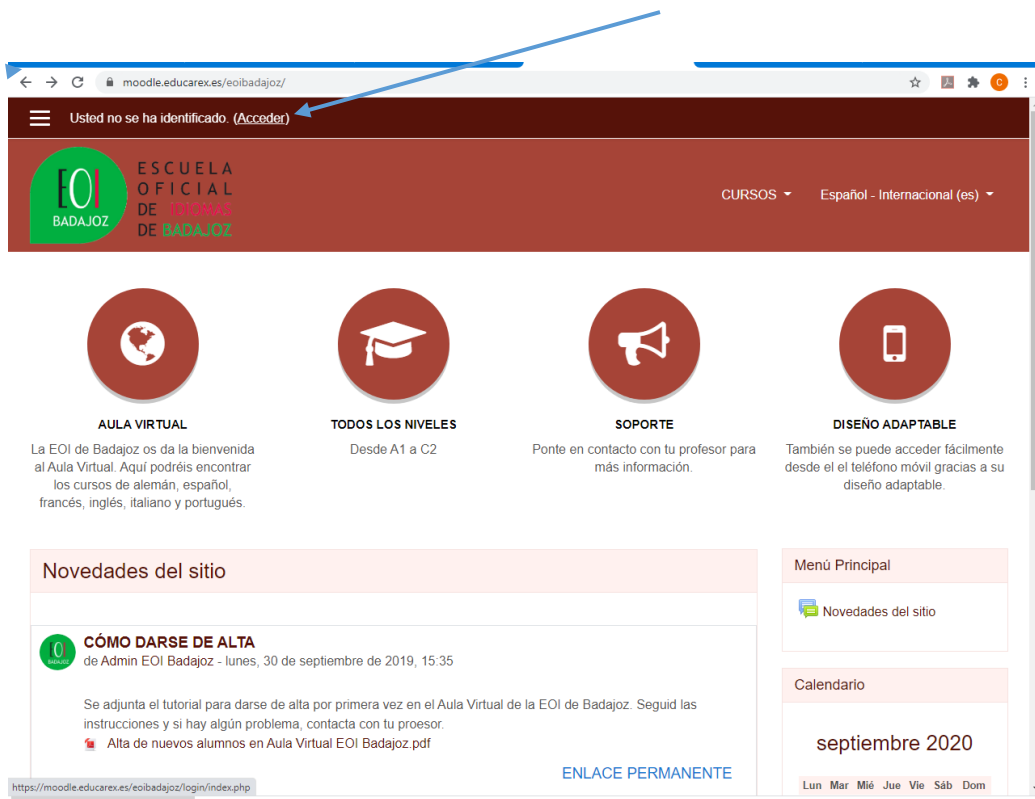 moodle.educarex.es/eoibadajoz/
C
Usted no se ha identificado. (Acceder)
EOI
BADAJOZ
ESCUELA
OFICIAL
DE IDIOMAS
DE BADAJOZ
CURSOS
Español - Internacional (es)
AULA VIRTUAL
La EOI de Badajoz os da la bienvenida
al Aula Virtual. Aquí podréis encontrar
los cursos de alemán, español,
francés, inglés, italiano y portugués.
TODOS LOS NIVELES
Desde A1 a C2
SOPORTE
Ponte en contacto con tu profesor para
más información.
DISEÑO ADAPTABLE
También se puede acceder fácilmente
desde el el teléfono móvil gracias a su
diseño adaptable.
Novedades del sitio
EOI
BADAJOZ
CÓMO DARSE DE ALTA
de Admin EOI Badajoz - lunes, 30 de septiembre de 2019, 15:35
Se adjunta el tutorial para darse de alta por primera vez en el Aula Virtual de la EOI de Badajoz. Seguid las
instrucciones y si hay algún problema, contacta con tu proesor.
Alta de nuevos alumnos en Aula Virtual EOI Badajoz.pdf
ENLACE PERMANENTE
Menú Principal
Novedades del sitio
Calendario
septiembre 2020
Lun Mar Mié Jue Vie Sáb Dom
https://moodle.educarex.es/eoibadajoz/login/index.php